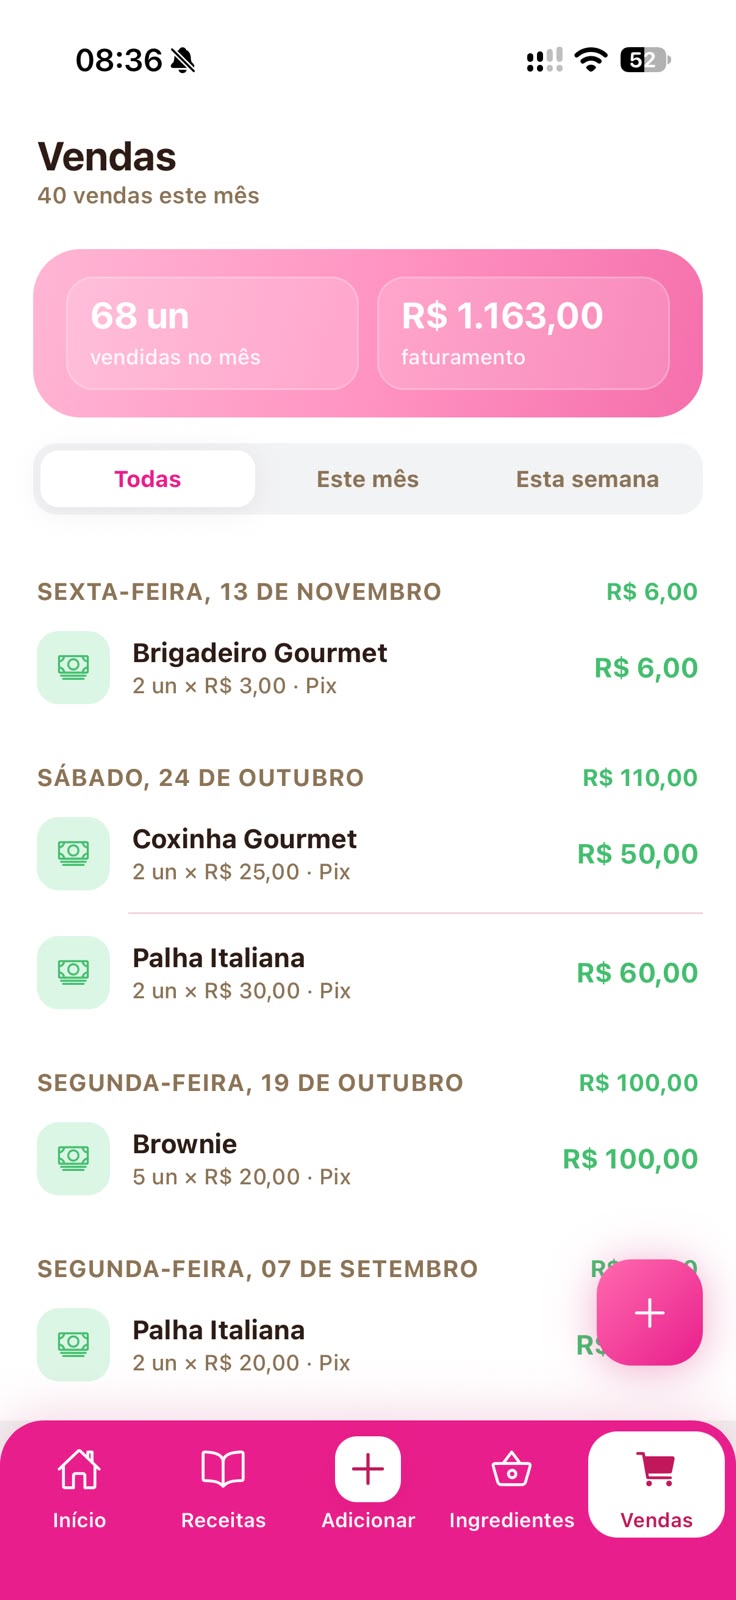 08:36
52
Vendas
40 vendas este mês
68 un
vendidas no mês
R$ 1.163,00
faturamento
Todas
Este mês
Esta semana
SEXTA-FEIRA, 13 DE NOVEMBRO
R$ 6,00
Brigadeiro Gourmet
2 un × R$ 3,00 · Pix
R$ 6,00
SÁBADO, 24 DE OUTUBRO
R$ 110,00
Coxinha Gourmet
2 un × R$ 25,00 · Pix
R$ 50,00
Palha Italiana
2 un × R$ 30,00 · Pix
R$ 60,00
SEGUNDA-FEIRA, 19 DE OUTUBRO
R$ 100,00
Brownie
5 un × R$ 20,00 · Pix
R$ 100,00
SEGUNDA-FEIRA, 07 DE SETEMBRO
Palha Italiana
2 un × R$ 20,00 · Pix
Início
Receitas
Adicionar
Ingredientes
Vendas